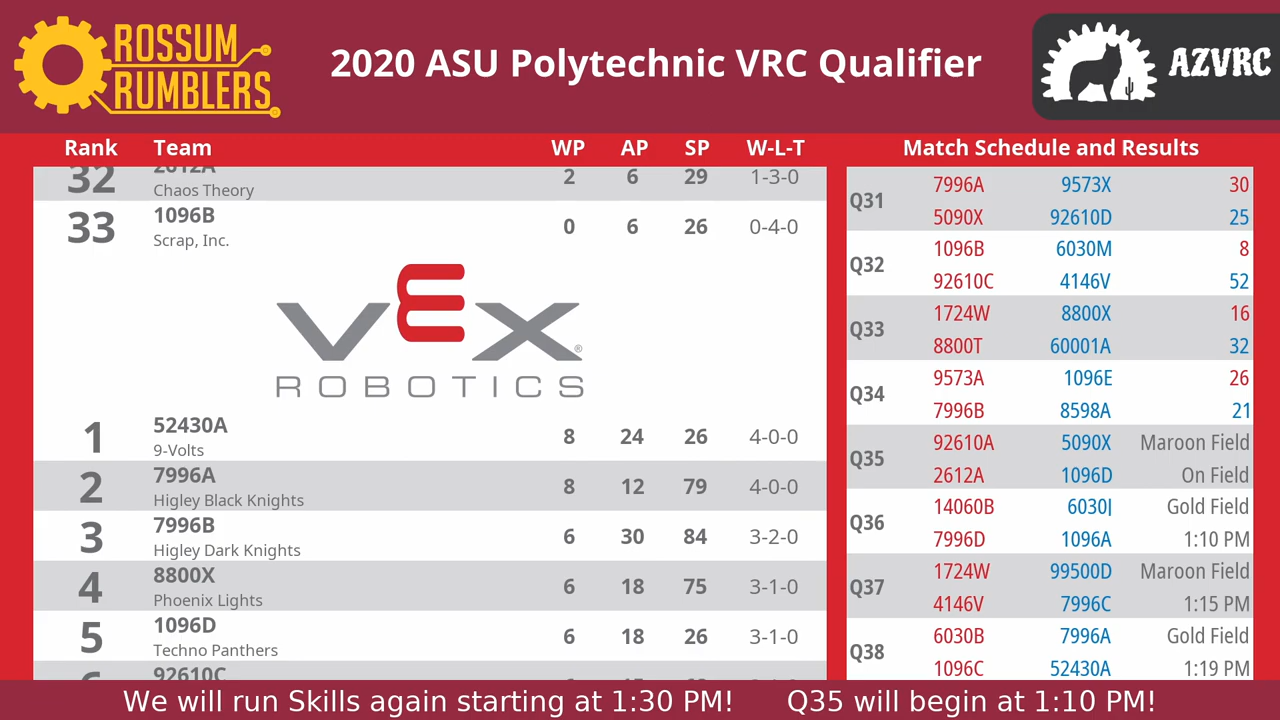 ROSSUM
RUMBLERS
2020 ASU Polytechnic VRC Qualifier
AZVRC
Rank Team WP AP SP W-L-T
32 2612A 2 6 29 1-3-0
Chaos Theory
33 1096B 0 6 26 0-4-0
Scrap, Inc.
VEX
ROBOTICS
1 52430A 8 24 26 4-0-0
9-Volts
2 7996A 8 12 79 4-0-0
Higley Black Knights
3 7996B 6 30 84 3-2-0
Higley Dark Knights
4 8800X 6 18 75 3-1-0
Phoenix Lights
5 1096D 6 18 26 3-1-0
Techno Panthers
92610C
Match Schedule and Results
Q31 7996A 9573X 30
5090X 92610D 25
Q32 1096B 6030M 8
92610C 4146V 52
Q33 1724W 8800X 16
8800T 60001A 32
Q34 9573A 1096E 26
7996B 8598A 21
Q35 92610A 5090X Maroon Field
2612A 1096D On Field
Q36 14060B 6030J Gold Field
7996D 1096A 1:10 PM
Q37 1724W 99500D Maroon Field
4146V 7996C 1:15 PM
Q38 6030B 7996A Gold Field
1096C 52430A 1:19 PM
We will run Skills again starting at 1:30 PM! Q35 will begin at 1:10 PM!